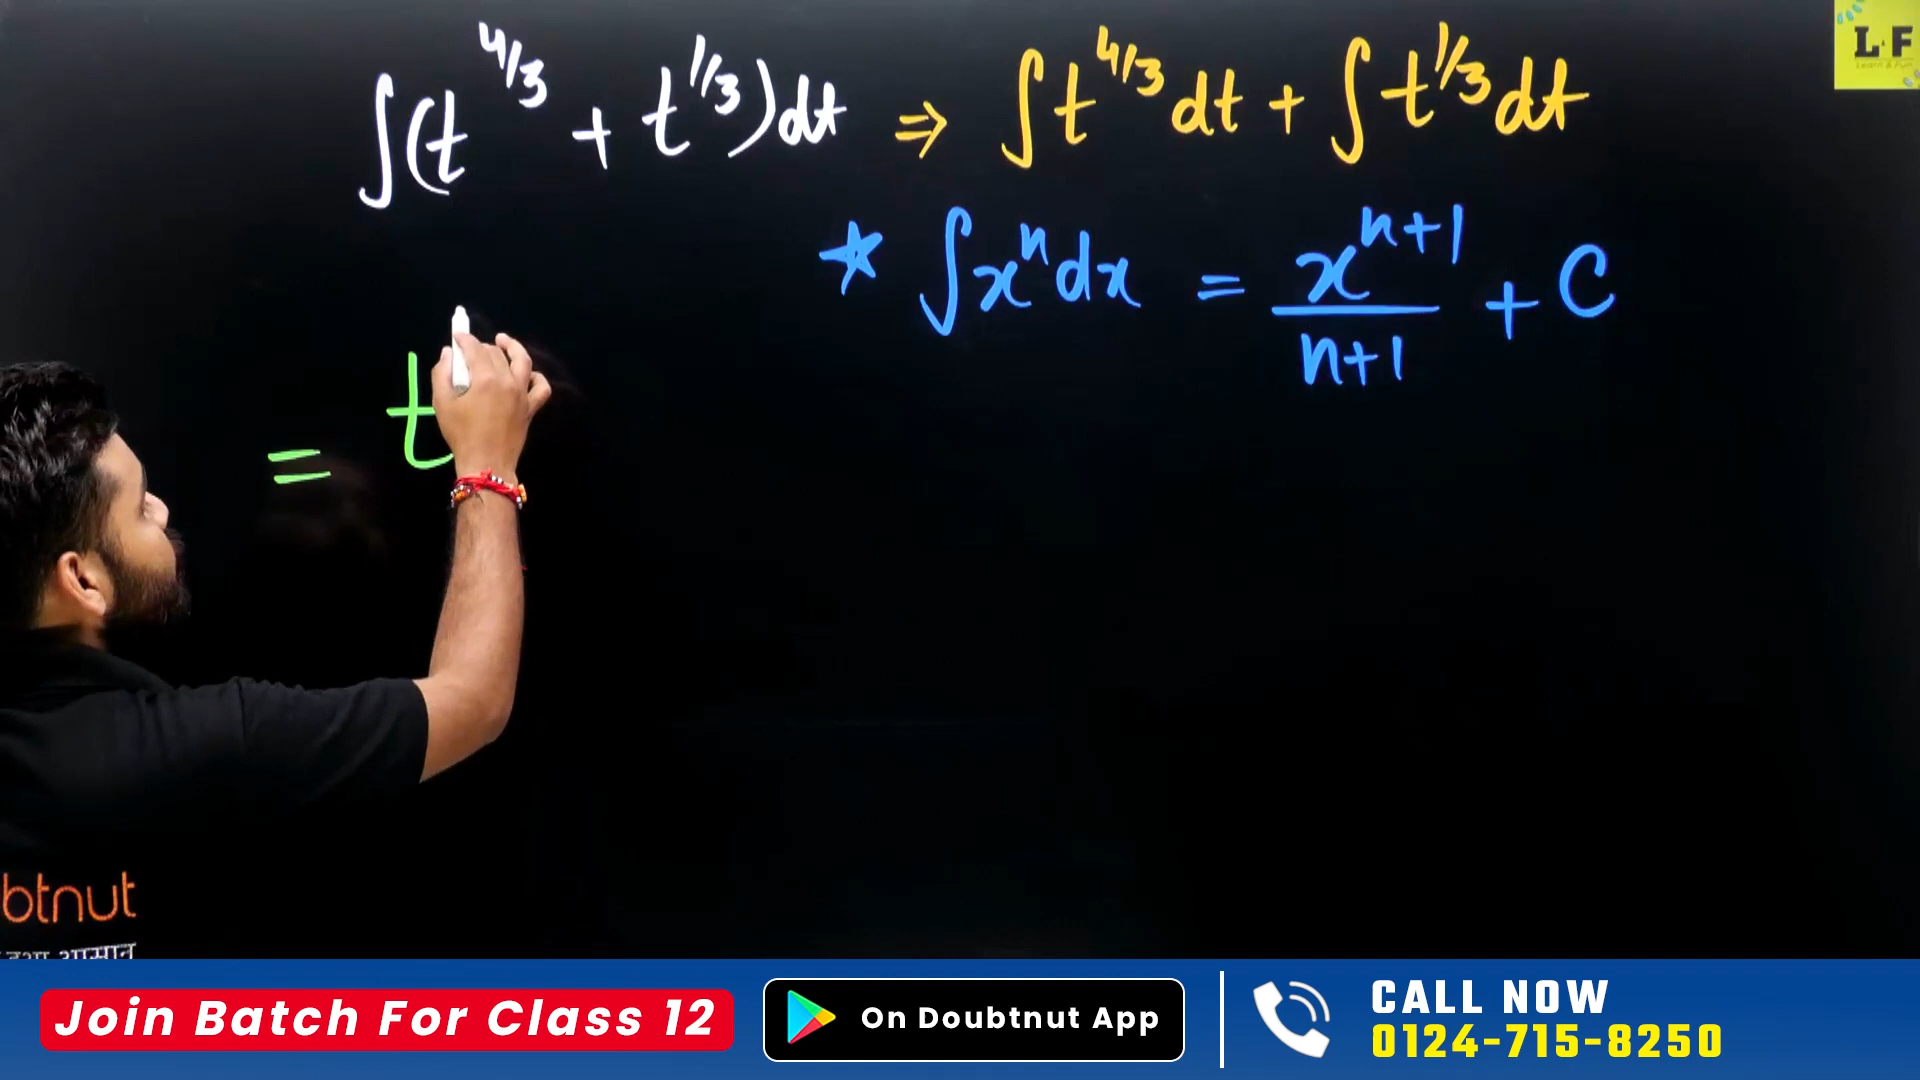 ∫(t^4/3 + t^1/3)dt ⇒ ∫t^4/3 dt + ∫t^1/3 dt
★ ∫x^n dx = x^n+1 / n+1 + C
= t
L F
btnut
आसान
Join Batch For Class 12
On Doubtnut App
CALL NOW
0124-715-8250